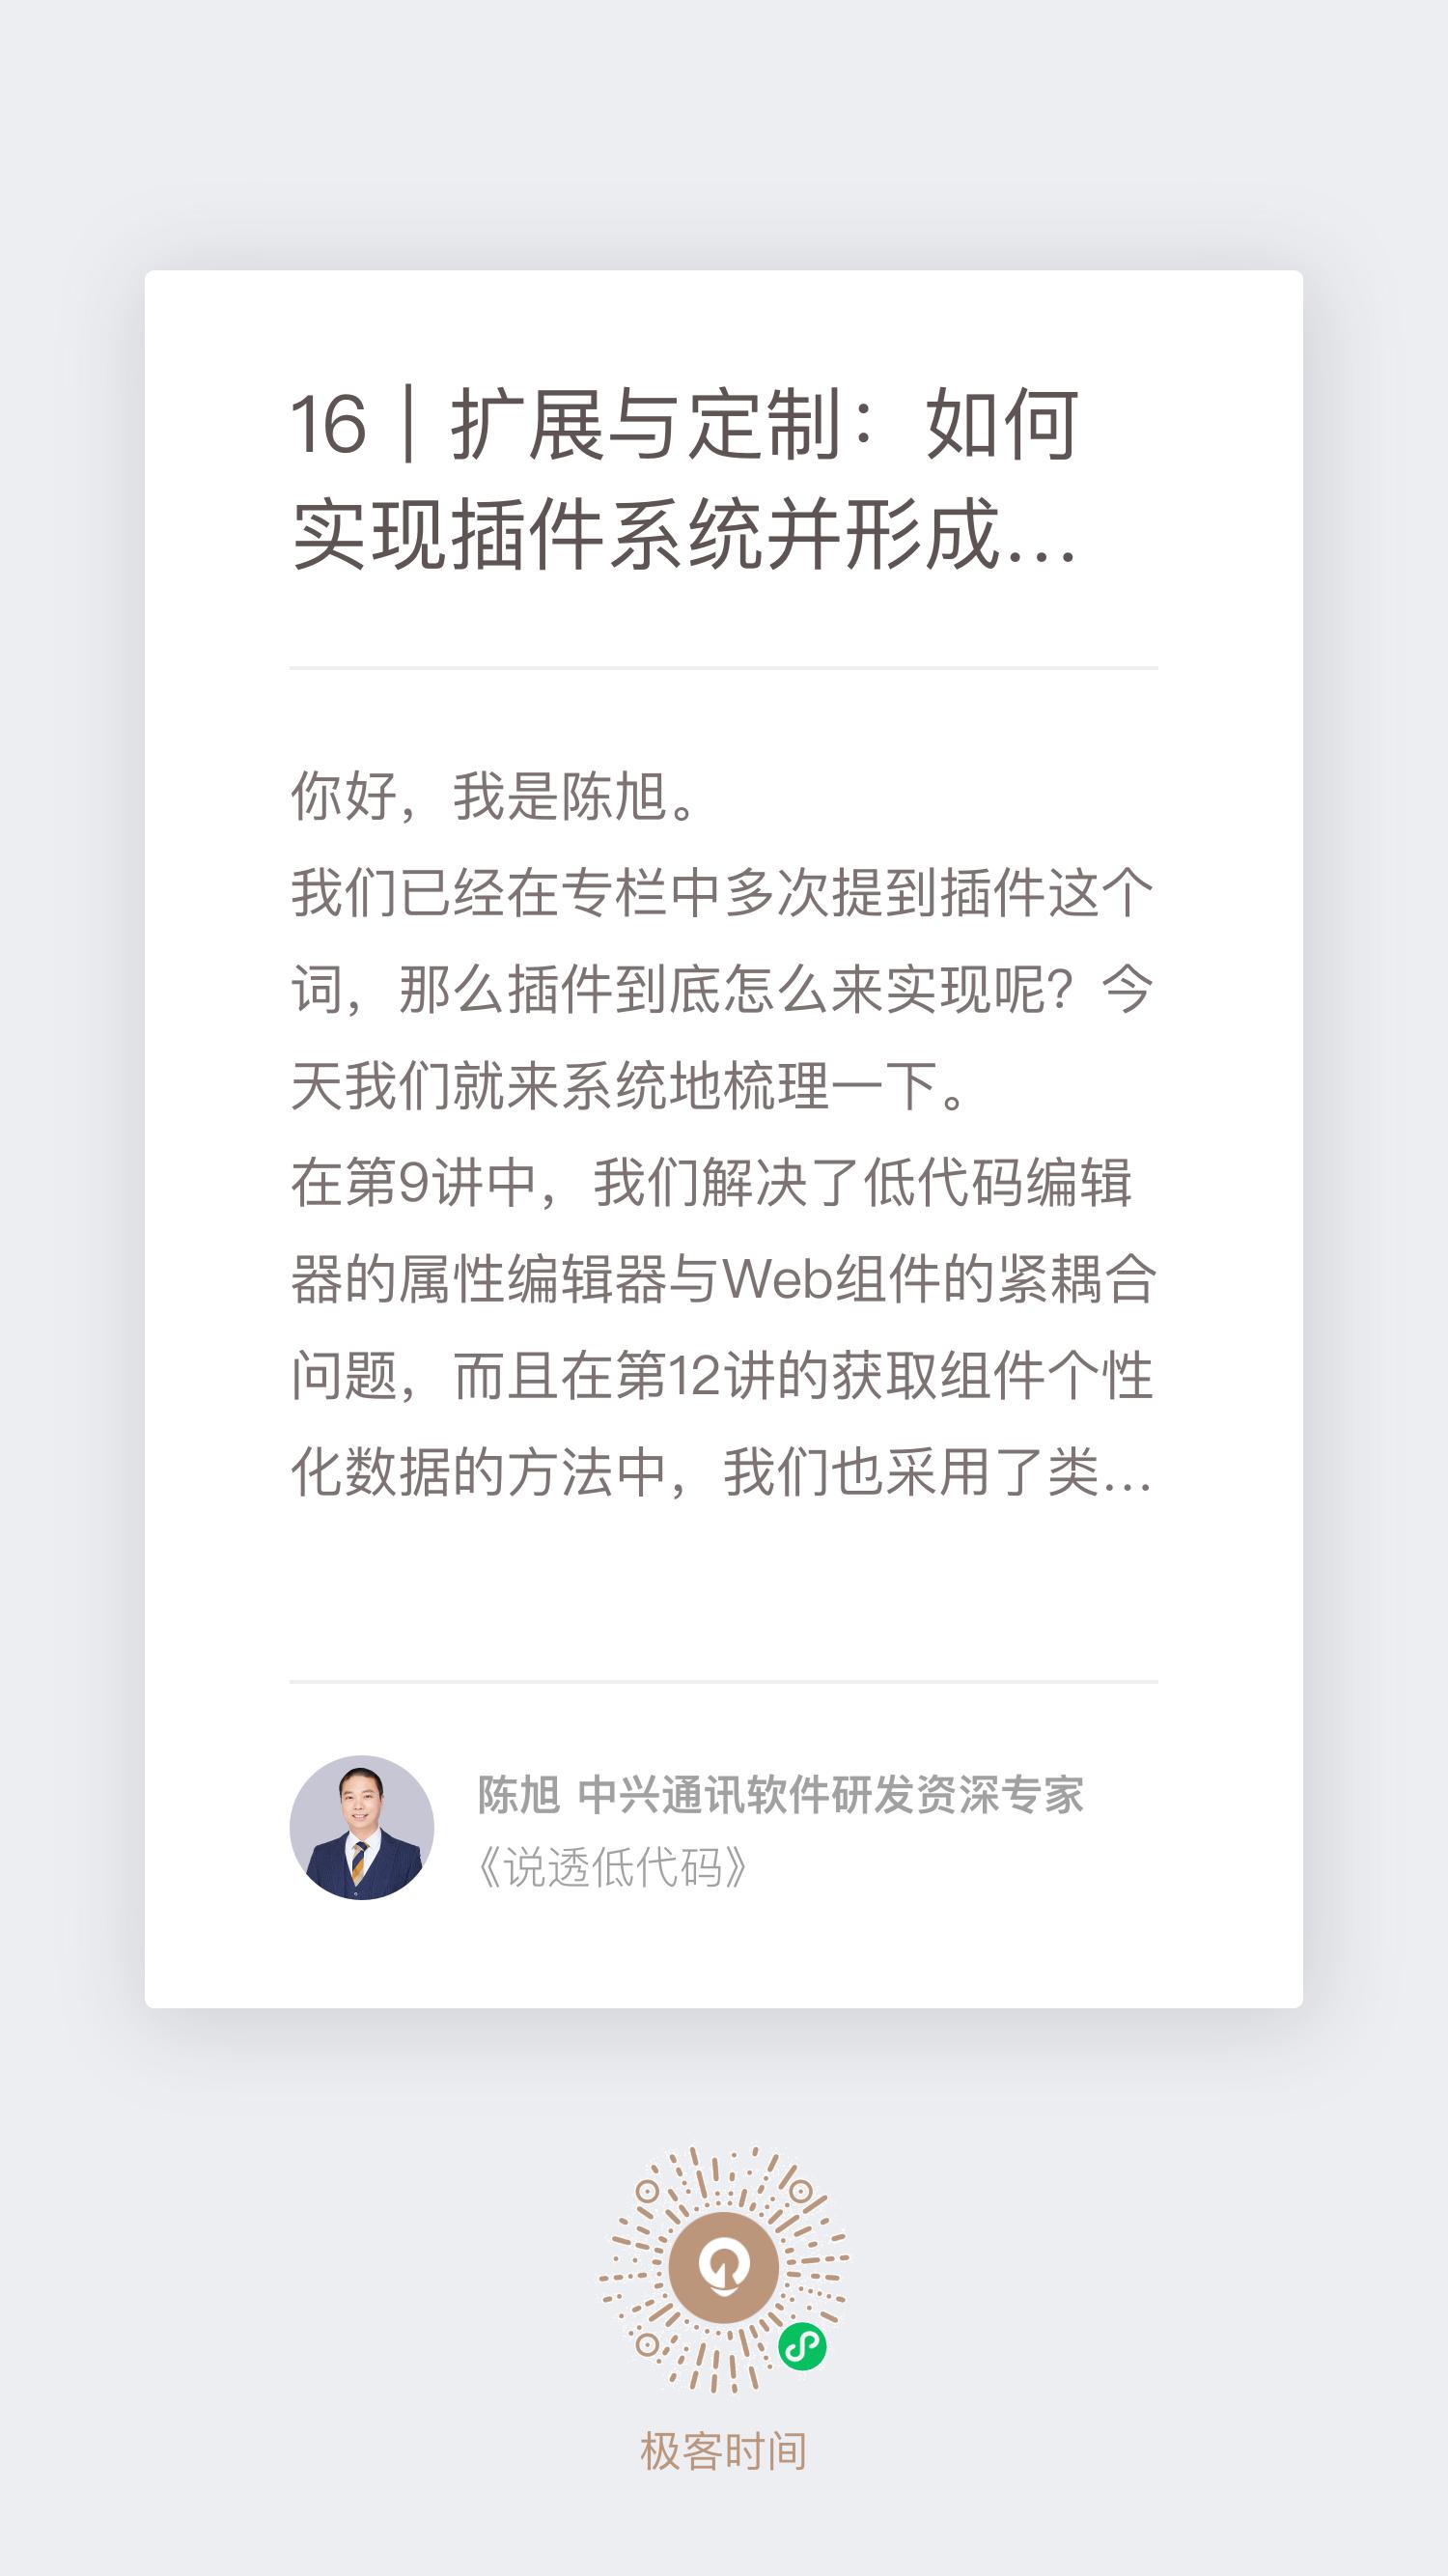 16｜扩展与定制：如何
实现插件系统并形成…
你好，我是陈旭。
我们已经在专栏中多次提到插件这个
词，那么插件到底怎么来实现呢？今
天我们就来系统地梳理一下。
在第9讲中，我们解决了低代码编辑
器的属性编辑器与Web组件的紧耦合
问题，而且在第12讲的获取组件个性
化数据的方法中，我们也采用了类…
陈旭 中兴通讯软件研发资深专家
《说透低代码》
极客时间